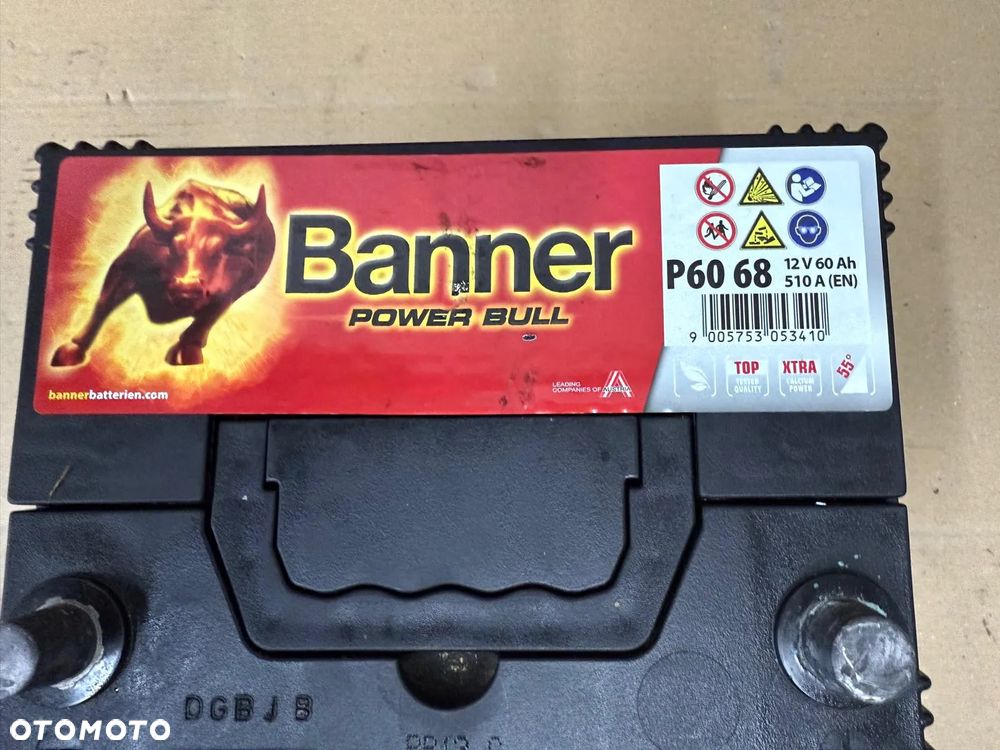 Banner
POWER BULL
bannerbatterien.com
LEADING
COMPANIES OF
AUSTRIA
P60 68
12 V 60 Ah
510 A (EN)
9 005753 053410
TOP
TESTED
QUALITY
XTRA
CALCIUM
POWER
55°
DGBJ B
OTOMOTO